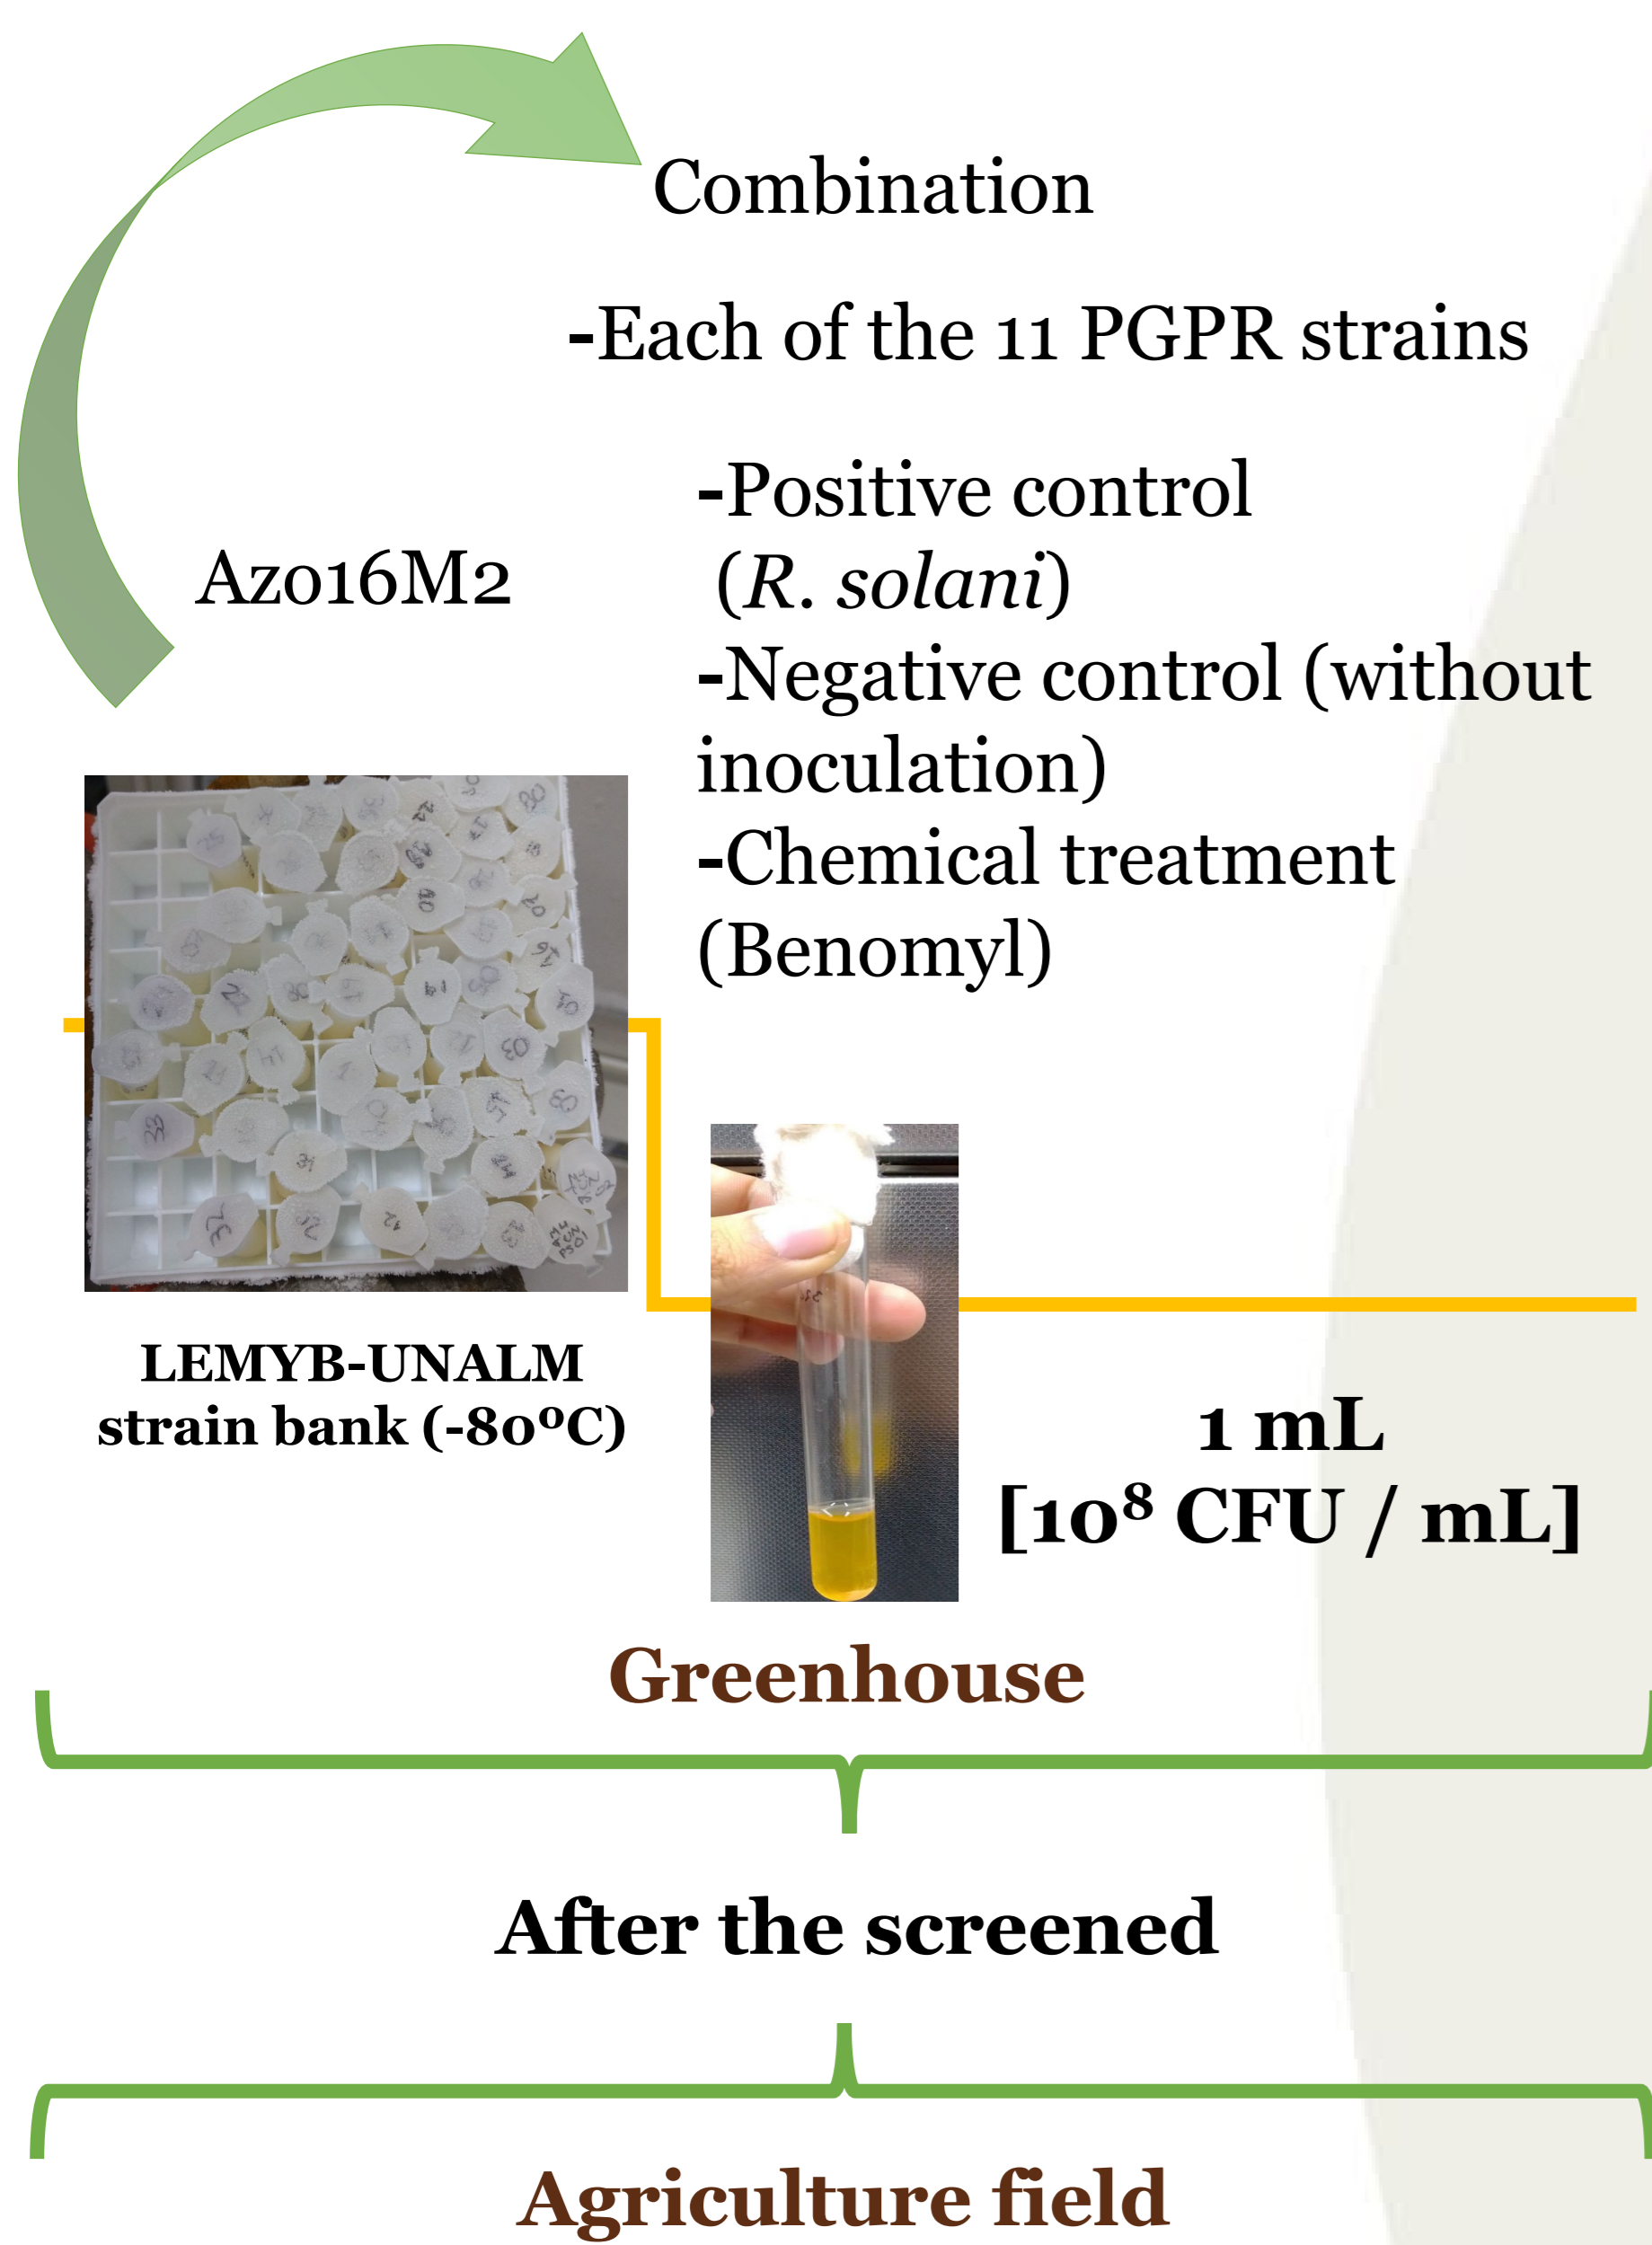 Combination
-Each of the 11 PGPR strains
Azo16M2
-Positive control
(R. solani)
-Negative control (without
inoculation)
-Chemical treatment
(Benomyl)
LEMYB-UNALM
strain bank (-80ºC)
1 mL
[10⁸ CFU / mL]
Greenhouse
After the screened
Agriculture field